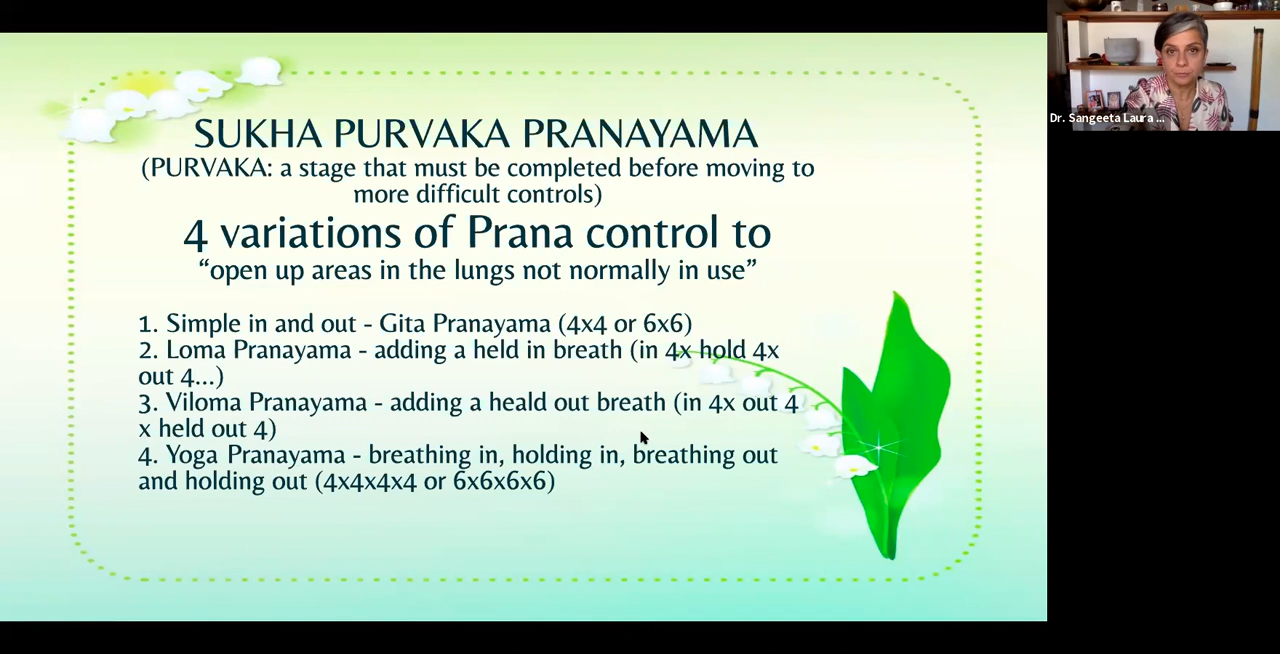 SUKHA PURVAKA PRANAYAMA
(PURVAKA: a stage that must be completed before moving to
more difficult controls)
4 variations of Prana control to
“open up areas in the lungs not normally in use”
1. Simple in and out - Gita Pranayama (4x4 or 6x6)
2. Loma Pranayama - adding a held in breath (in 4x hold 4x
out 4...)
3. Viloma Pranayama - adding a heald out breath (in 4x out 4
x held out 4)
4. Yoga Pranayama - breathing in, holding in, breathing out
and holding out (4x4x4x4 or 6x6x6x6)
Dr. Sangeeta Laura ...